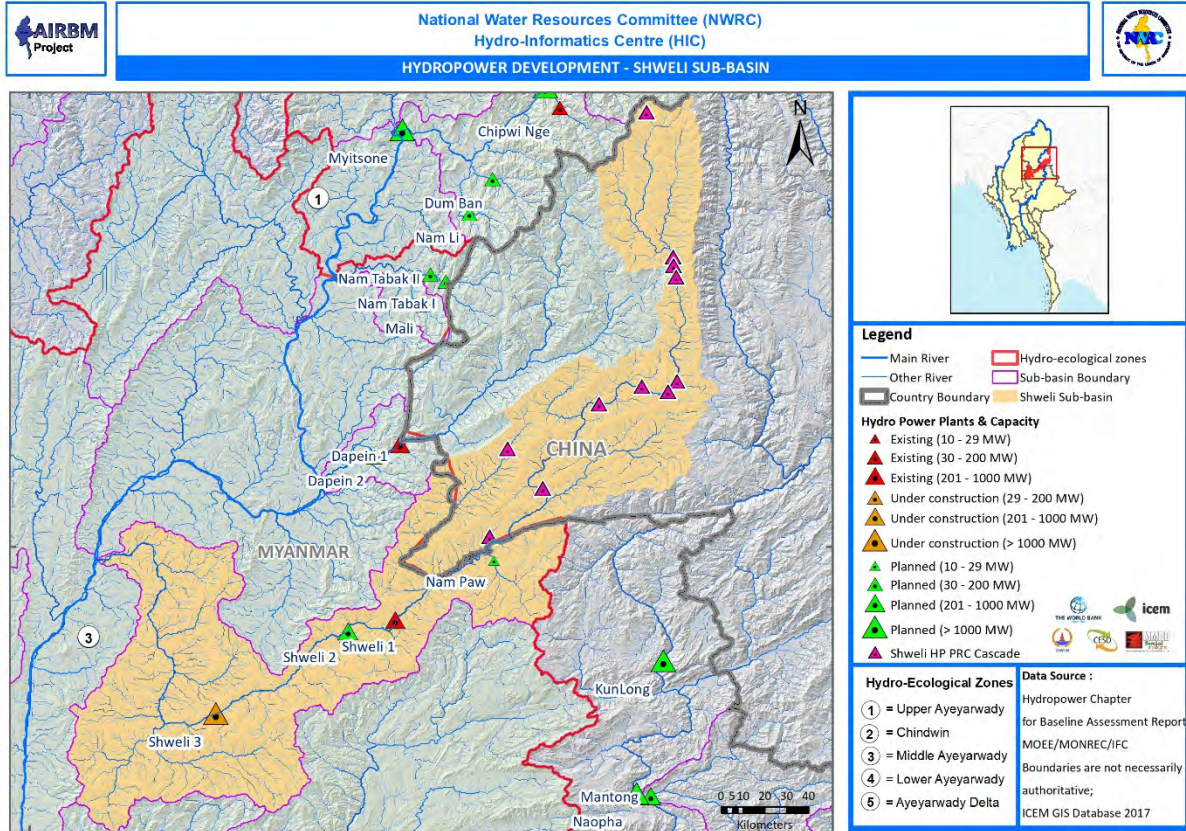 AIRBM
Project
National Water Resources Committee (NWRC)
Hydro-Informatics Centre (HIC)
HYDROPOWER DEVELOPMENT - SHWELI SUB-BASIN
NWRC
N
Chipwi Nge
Myitsone
1
Dum Ban
Nam Li
Nam Tabak II
Nam Tabak I
Mali
Dapein 1
Dapein 2
CHINA
MYANMAR
Nam Paw
3
Shweli 1
Shweli 2
KunLong
Shweli 3
Mantong
Naopha
0 5 10 20 30 40
Kilometers
Legend
Main River
Hydro-ecological zones
Other River
Sub-basin Boundary
Country Boundary
Shweli Sub-basin
Hydro Power Plants & Capacity
Existing (10 - 29 MW)
Existing (30 - 200 MW)
Existing (201 - 1000 MW)
Under construction (29 - 200 MW)
Under construction (201 - 1000 MW)
Under construction (> 1000 MW)
Planned (10 - 29 MW)
Planned (30 - 200 MW)
Planned (201 - 1000 MW)
Planned (> 1000 MW)
Shweli HP PRC Cascade
THE WORLD BANK
icem
CESD
Hydro-Ecological Zones
1 = Upper Ayeyarwady
2 = Chindwin
3 = Middle Ayeyarwady
4 = Lower Ayeyarwady
5 = Ayeyarwady Delta
Data Source :
Hydropower Chapter
for Baseline Assessment Report
MOEE/MONREC/IFC
Boundaries are not necessarily
authoritative;
ICEM GIS Database 2017